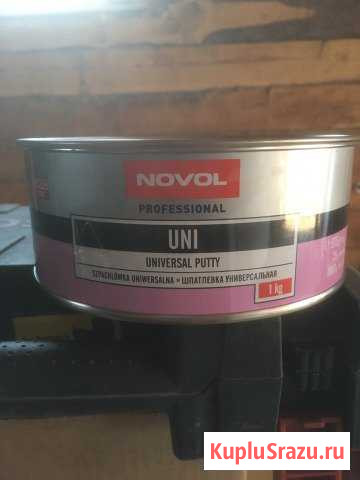 NOVOL
PROFESSIONAL
UNI
UNIVERSAL PUTTY
SZPACHLÓWKA UNIWERSALNA • ШПАТЛЕВКА УНИВЕРСАЛЬНАЯ
1 kg
KupluSrazu.ru